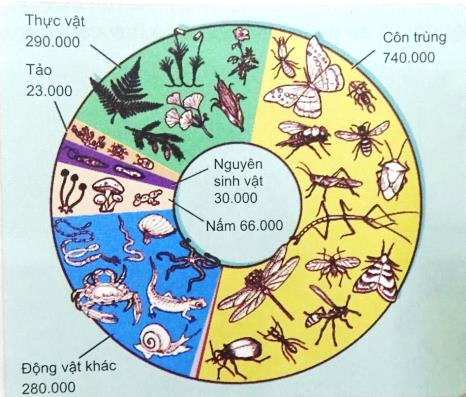 Thực vật
290.000
Tảo
23.000
Côn trùng
740.000
Nguyên
sinh vật
30.000
Nấm 66.000
Động vật khác
280.000